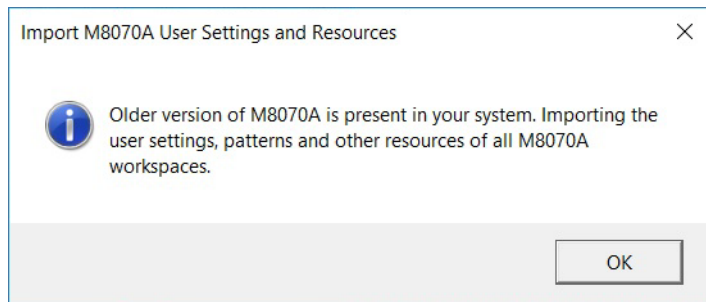 Import M8070A User Settings and Resources
Older version of M8070A is present in your system. Importing the
user settings, patterns and other resources of all M8070A
workspaces.
OK